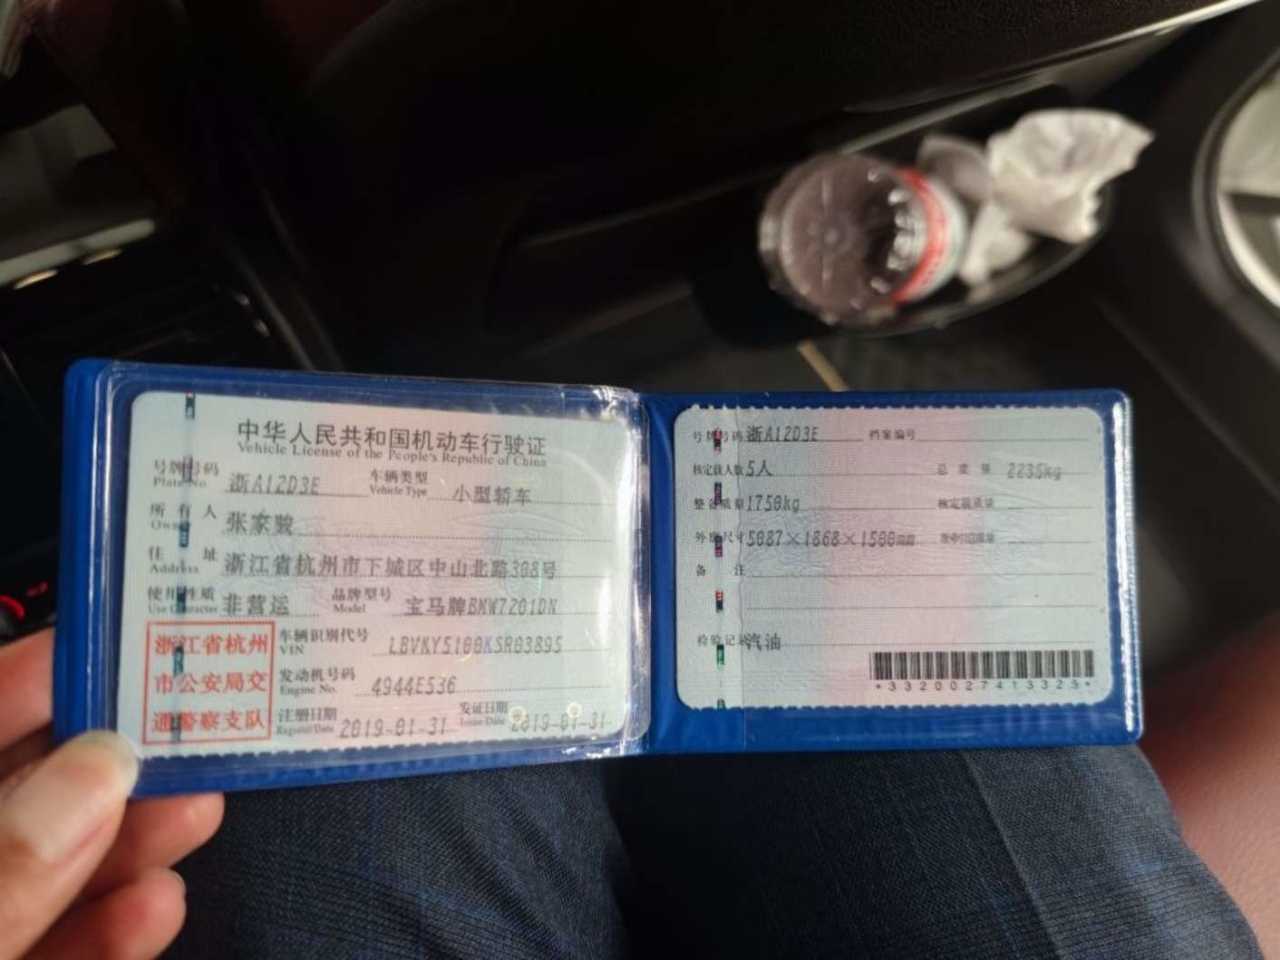 中华人民共和国机动车行驶证
Vehicle License of the People's Republic of China
号牌号码 浙A12D3E 车辆类型 小型轿车
Plate No. Vehicle Type
所有人 张家骏
Owner
住址 浙江省杭州市下城区中山北路308号
Address
使用性质 非营运 品牌型号 宝马牌BMW7201DN
Use Character Model
浙江省杭州
市公安局交
通警察支队
车辆识别代号 LBVKY5100KSR03895
VIN
发动机号码 4944E536
Engine No.
注册日期 2019-01-31 发证日期 2019-01-31
Register Date Issue Date
号牌号码 浙A12D3E 档案编号
核定载人数 5人 总质量 2235kg
整备质量 1750kg 核定载质量
外廓尺寸 5087×1868×1500mm
备注
检验记录 汽油
*3320027413325*